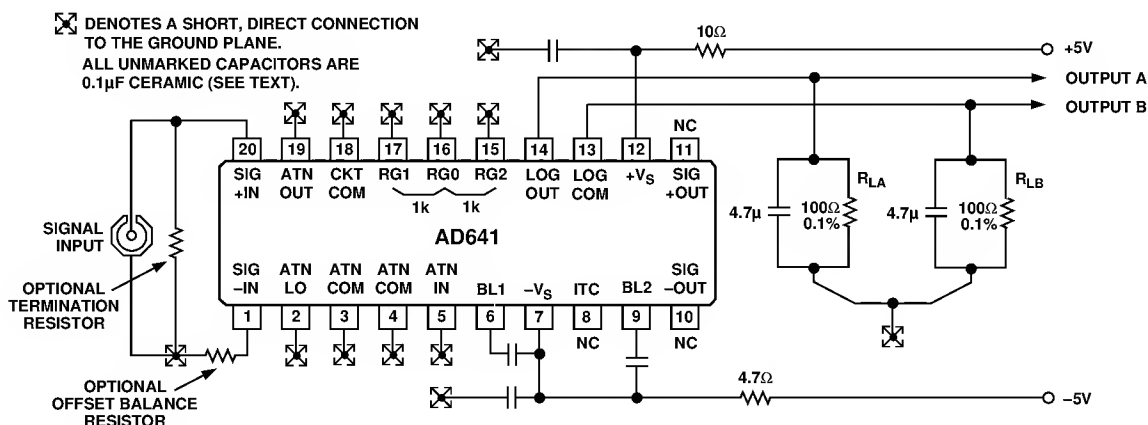 DENOTES A SHORT, DIRECT CONNECTION
TO THE GROUND PLANE.
ALL UNMARKED CAPACITORS ARE
0.1µF CERAMIC (SEE TEXT).
10Ω
+5V
OUTPUT A
OUTPUT B
NC
20 19 18 17 16 15 14 13 12 11
SIG +IN
ATN OUT
CKT COM
RG1
RG0
RG2
LOG OUT
LOG COM
+VS
SIG +OUT
1k
1k
AD641
SIGNAL
INPUT
OPTIONAL
TERMINATION
RESISTOR
SIG –IN
ATN LO
ATN COM
ATN COM
ATN IN
BL1
–VS
ITC
BL2
SIG –OUT
1 2 3 4 5 6 7 8 9 10
NC
NC
OPTIONAL
OFFSET BALANCE
RESISTOR
4.7Ω
–5V
RLA
4.7µ
100Ω
0.1%
RLB
4.7µ
100Ω
0.1%